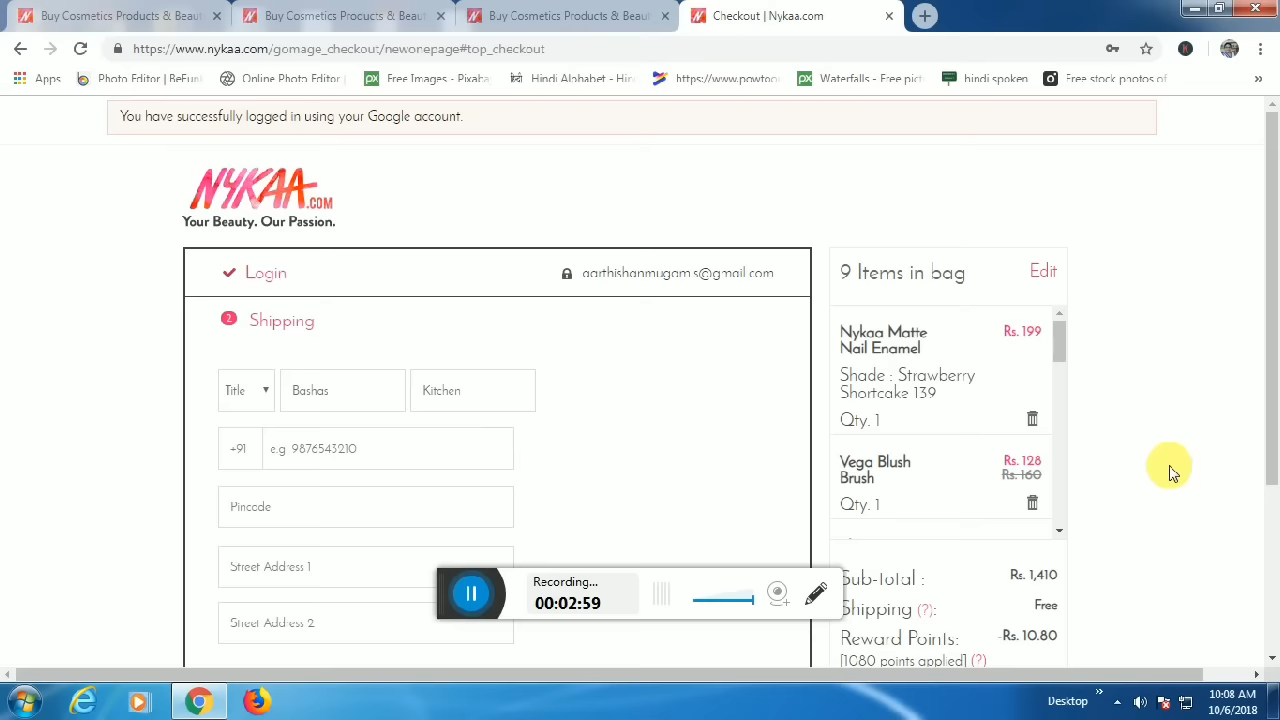 Buy Cosmetics Products & Beaut
Buy Cosmetics Products & Beaut
Buy Cosmetics Products & Beaut
Checkout | Nykaa.com
https://www.nykaa.com/gomage_checkout/newonepage#top_checkout
Apps
Photo Editor | BeFun
Online Photo Editor |
Free Images - Pixaba
Hindi Alphabet - Hin
https://www.powtoo
Waterfalls - Free pict
hindi spoken
Free stock photos of
»
You have successfully logged in using your Google account.
NYKAA.COM
Your Beauty. Our Passion.
Login
aarthishanmugam.s@gmail.com
9 Items in bag
Edit
2 Shipping
Nykaa Matte
Nail Enamel
Rs. 199
Shade : Strawberry
Shortcake 139
Qty. 1
Title
Bashas
Kitchen
+91
e.g 9876543210
Vega Blush
Brush
Rs. 128
Rs. 160
Qty. 1
Pincode
Street Address 1
Street Address 2
Recording...
00:02:59
Sub-Total :
Rs. 1,410
Shipping (?):
Free
Reward Points:
-Rs. 10.80
[1080 points applied] (?)
Desktop
»
10:08 AM
10/6/2018